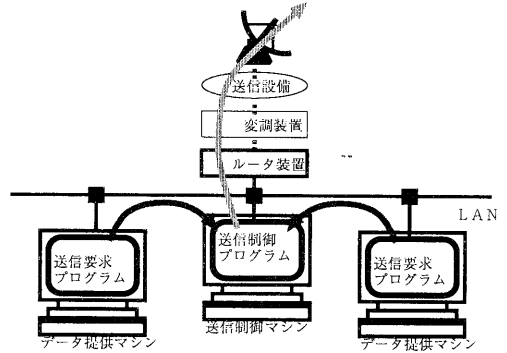 送信設備
変調装置
ルータ装置
LAN
送信要求
プログラム
送信制御
プログラム
送信要求
プログラム
データ提供マシン
送信制御マシン
データ提供マシン